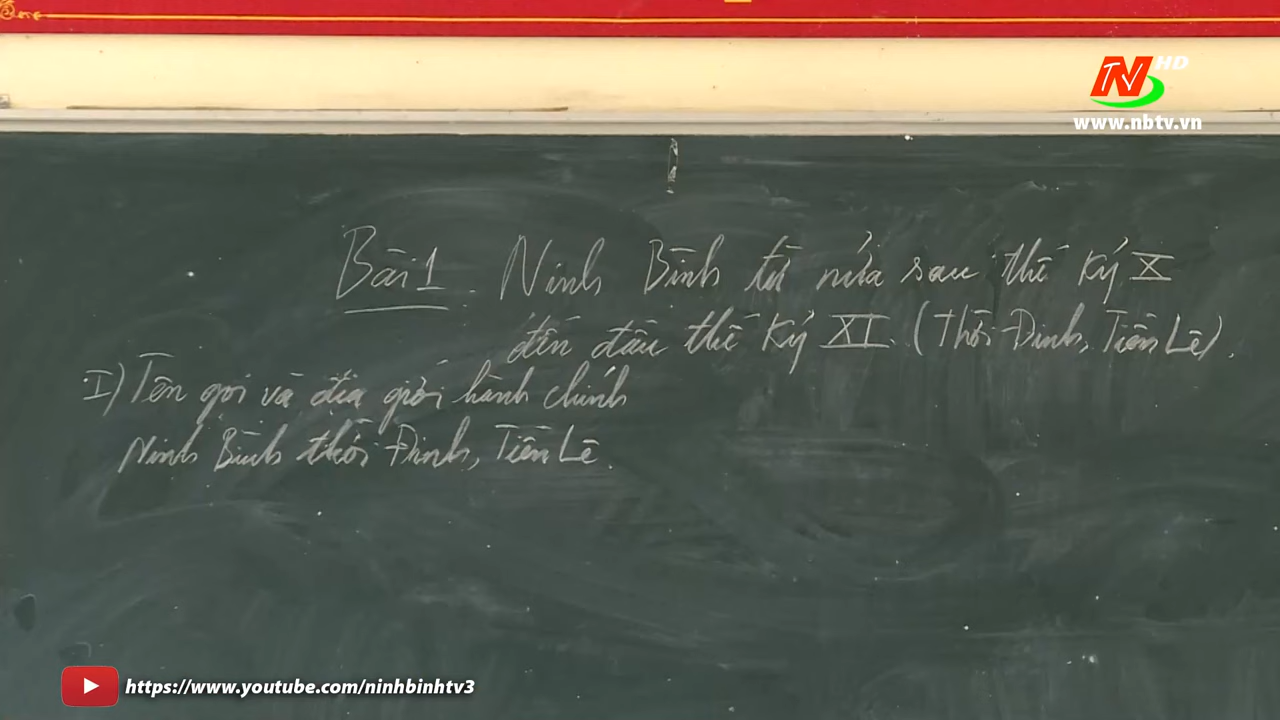 NTV HD
www.nbtv.vn
Bài 1. Ninh Bình từ nửa sau thế kỷ X
đến đầu thế kỷ XI. (Thời Đinh, Tiền Lê).
I) Tên gọi và địa giới hành chính
Ninh Bình thời Đinh, Tiền Lê.
https://www.youtube.com/ninhbinhtv3